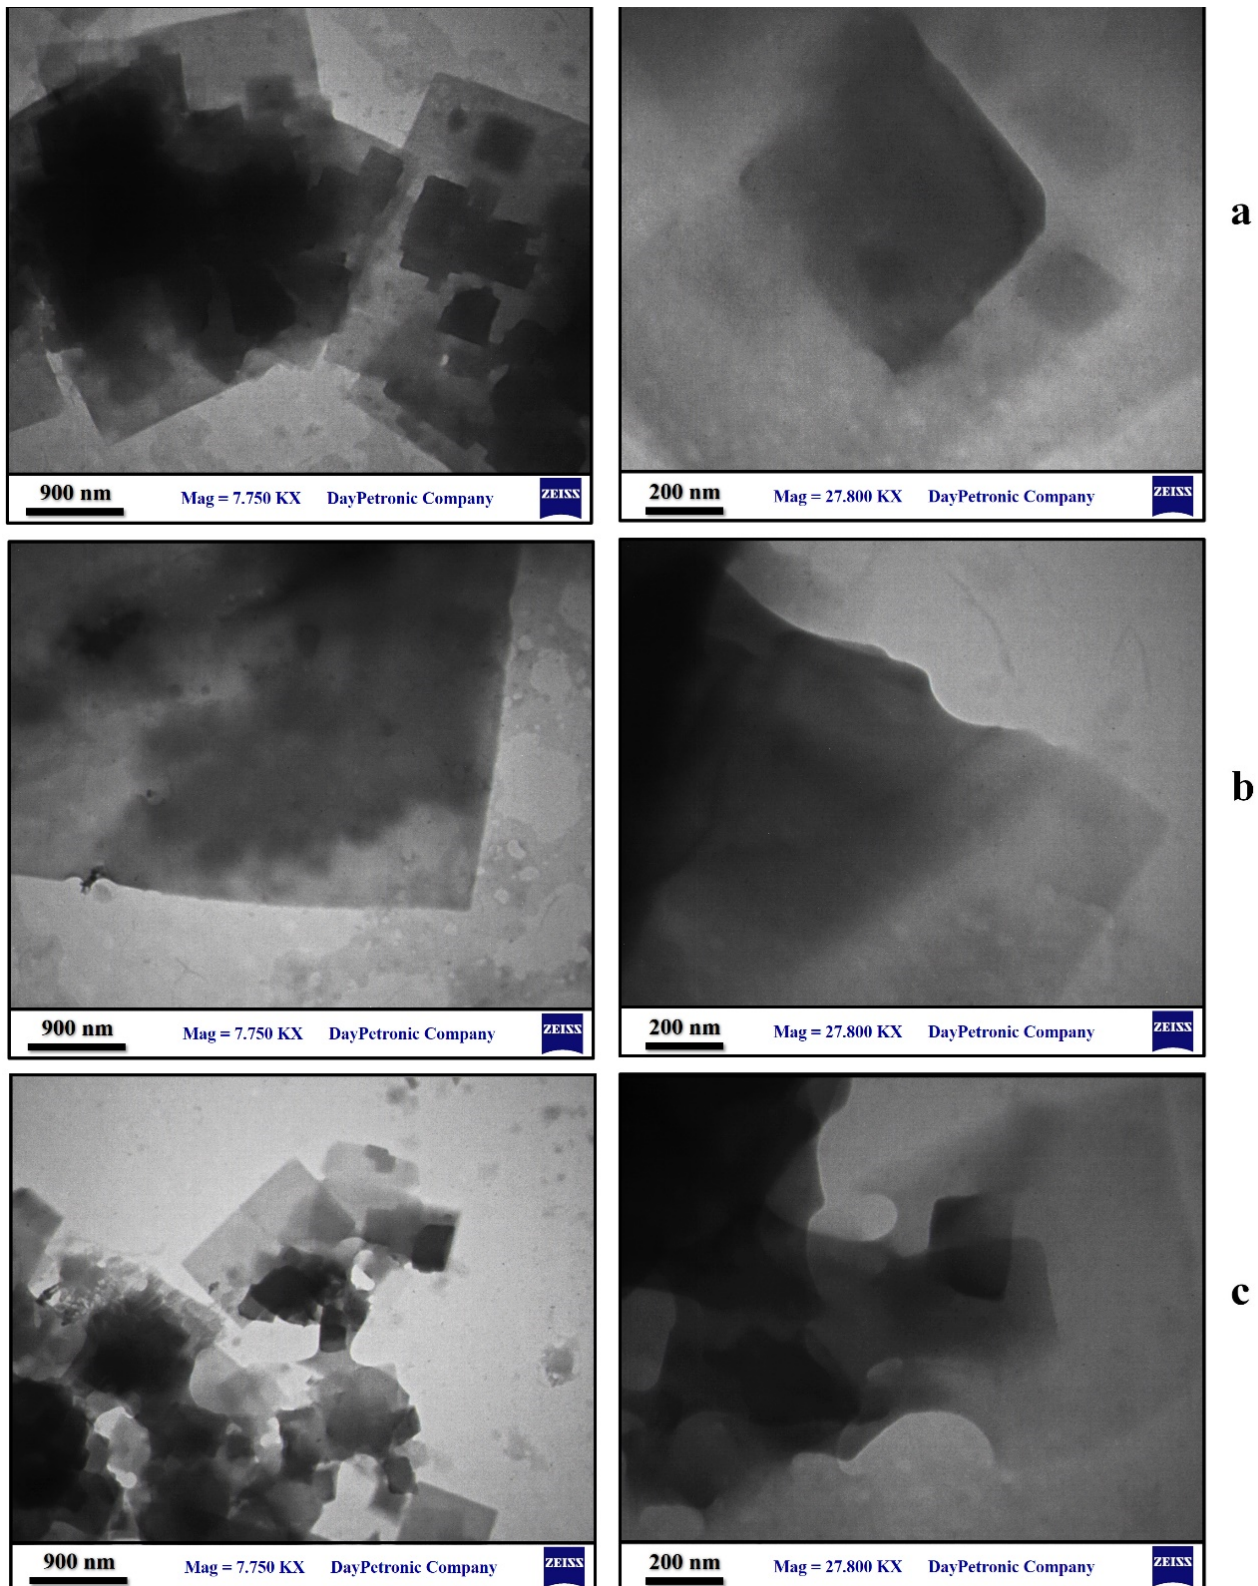 900 nm Mag = 7.750 KX DayPetronic Company ZEISS
200 nm Mag = 27.800 KX DayPetronic Company ZEISS
a
900 nm Mag = 7.750 KX DayPetronic Company ZEISS
200 nm Mag = 27.800 KX DayPetronic Company ZEISS
b
900 nm Mag = 7.750 KX DayPetronic Company ZEISS
200 nm Mag = 27.800 KX DayPetronic Company ZEISS
c